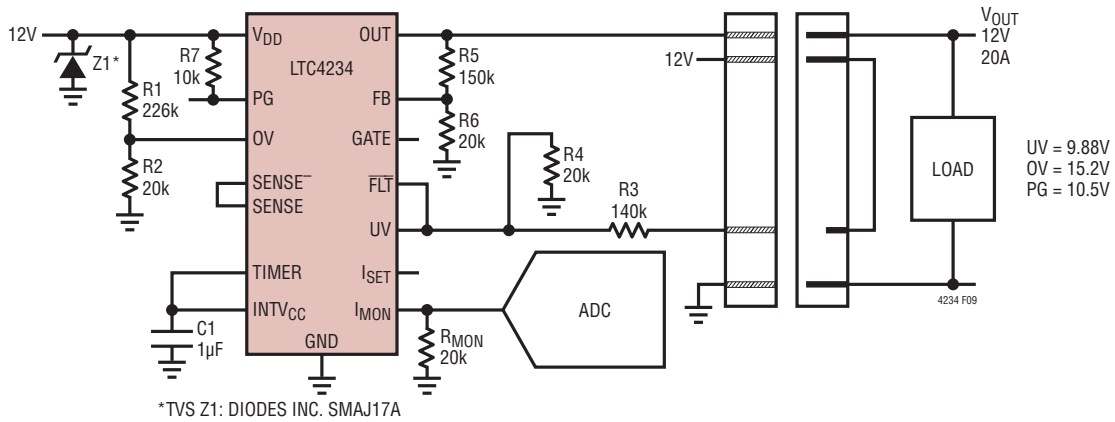 12V
Z1*
R1
226k
R2
20k
R7
10k
VDD
PG
OV
SENSE–
SENSE
TIMER
INTVCC
C1
1µF
LTC4234
GND
OUT
FB
GATE
FLT
UV
ISET
IMON
R5
150k
R6
20k
R4
20k
R3
140k
RMON
20k
ADC
12V
VOUT
12V
20A
LOAD
UV = 9.88V
OV = 15.2V
PG = 10.5V
4234 F09
*TVS Z1: DIODES INC. SMAJ17A